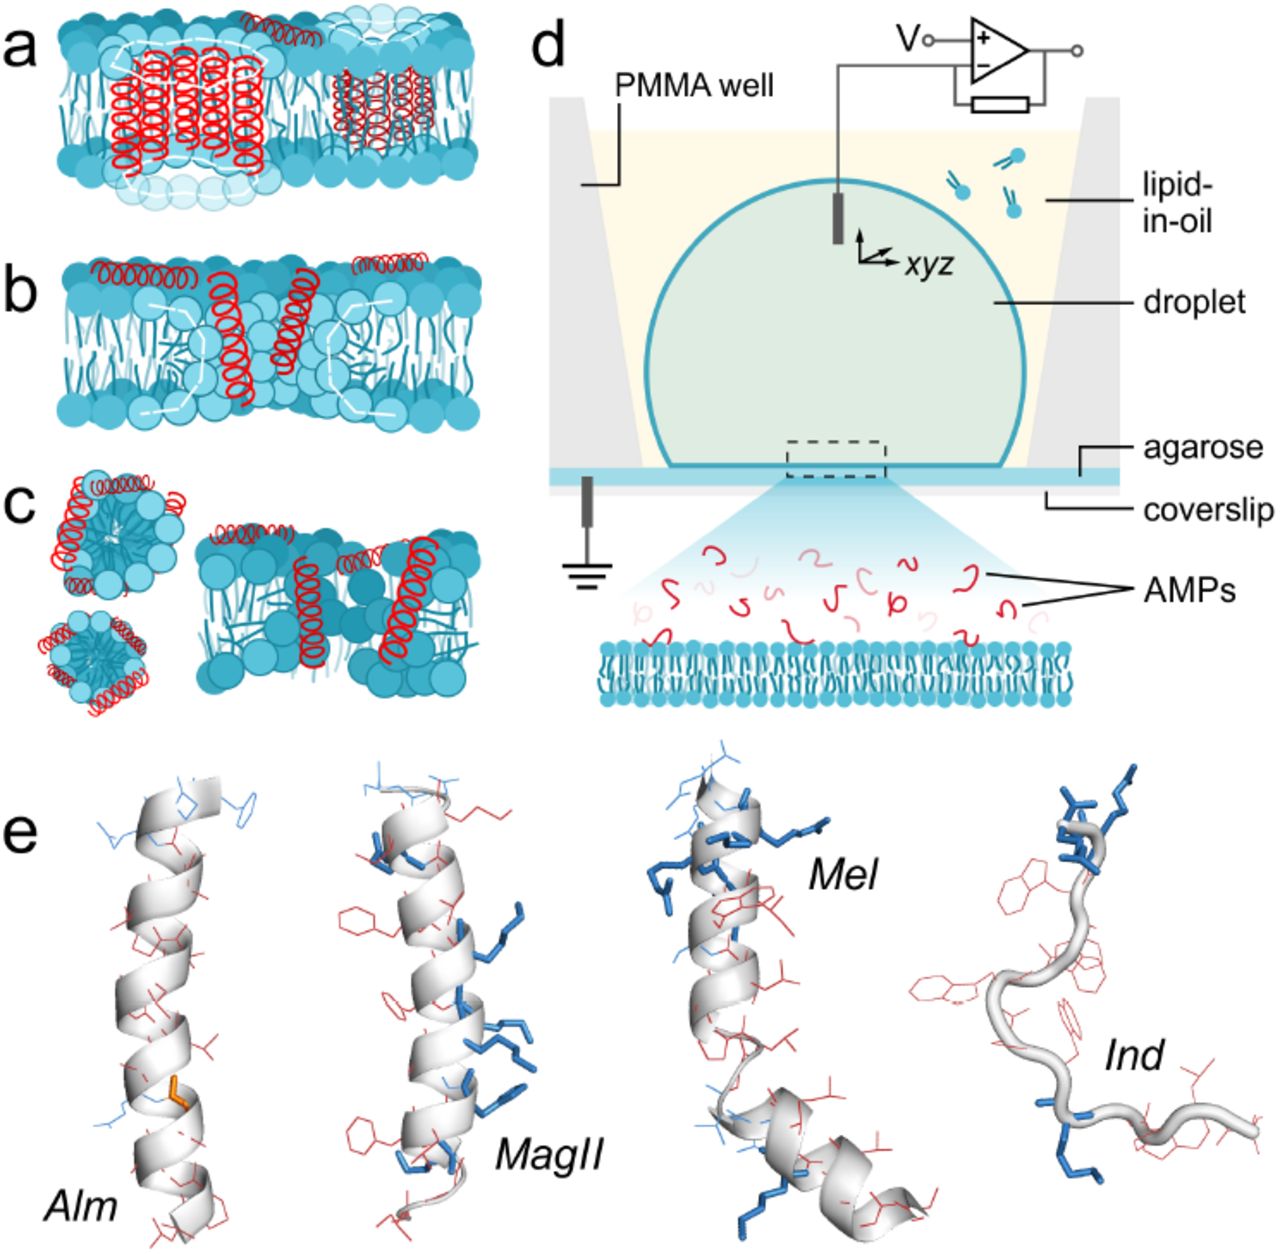 a
b
c
d
V
+
−
PMMA well
lipid-
in-oil
xyz
droplet
agarose
coverslip
AMPs
e
Alm
MagII
Mel
Ind